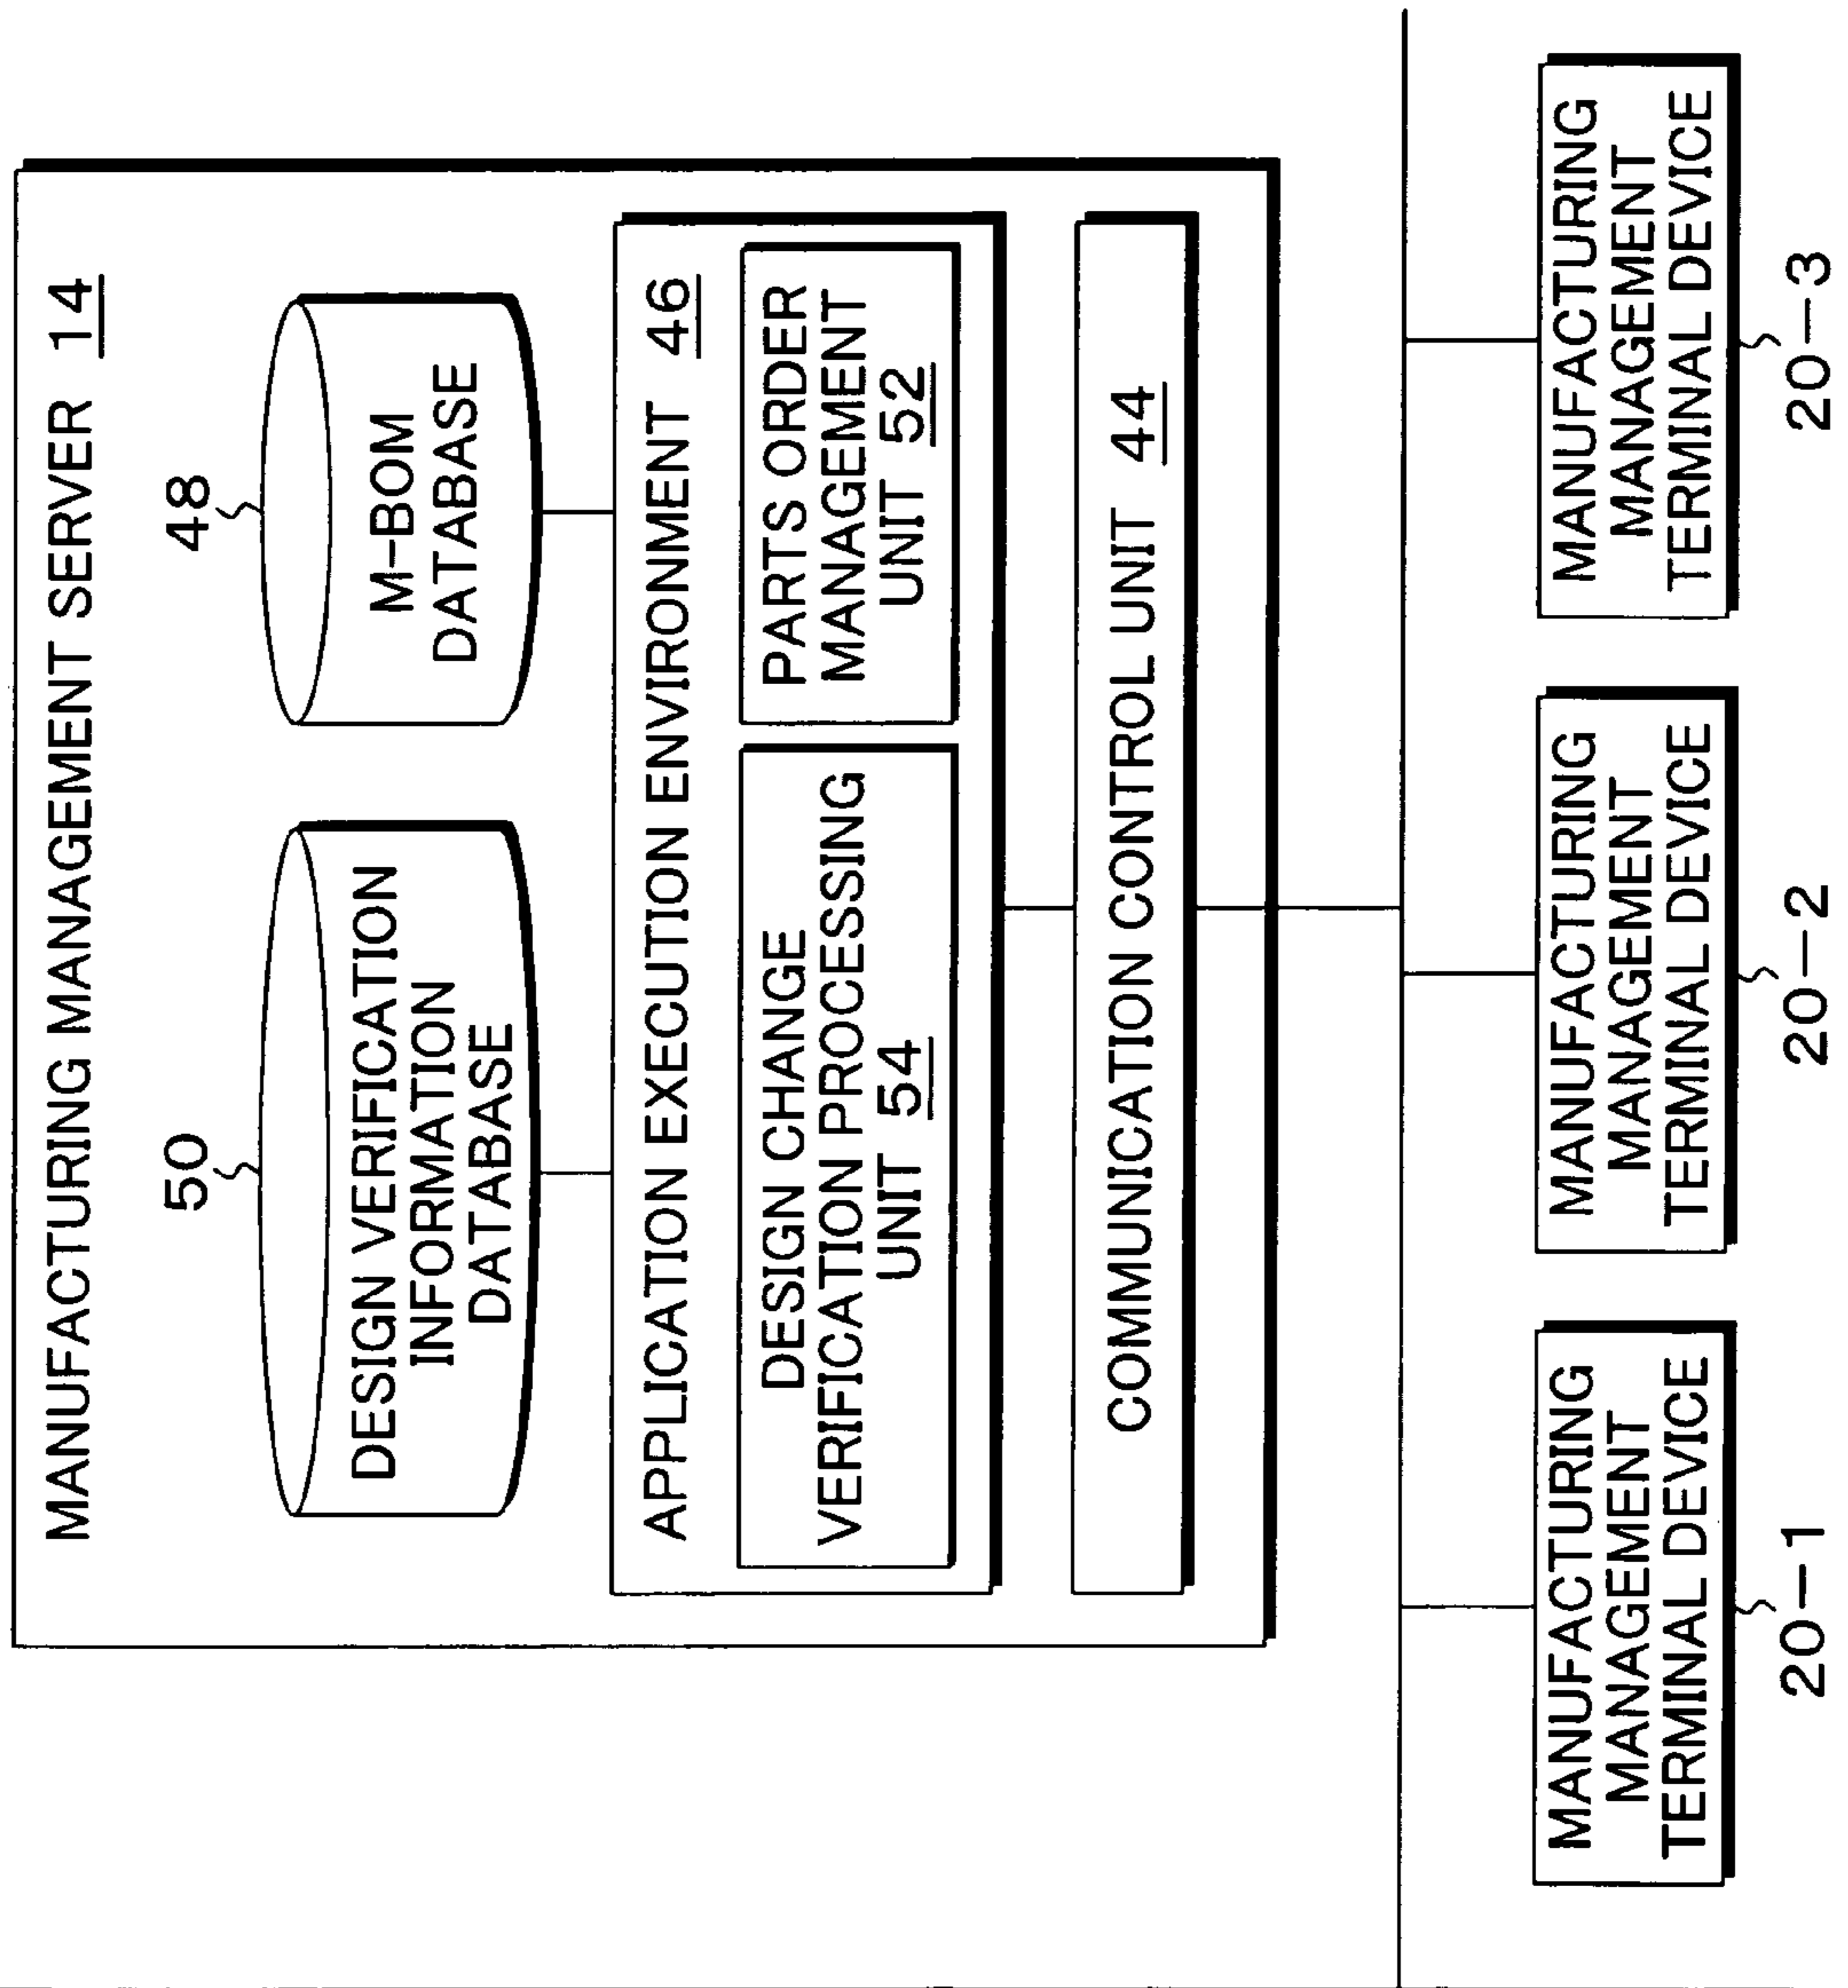 MANUFACTURING MANAGEMENT SERVER 14
50
48
DESIGN VERIFICATION
INFORMATION
DATABASE
M-BOM
DATABASE
APPLICATION EXECUTION ENVIRONMENT 46
DESIGN CHANGE
VERIFICATION PROCESSING
UNIT 54
PARTS ORDER
MANAGEMENT
UNIT 52
COMMUNICATION CONTROL UNIT 44
MANUFACTURING
MANAGEMENT
TERMINAL DEVICE
20-1
MANUFACTURING
MANAGEMENT
TERMINAL DEVICE
20-2
MANUFACTURING
MANAGEMENT
TERMINAL DEVICE
20-3